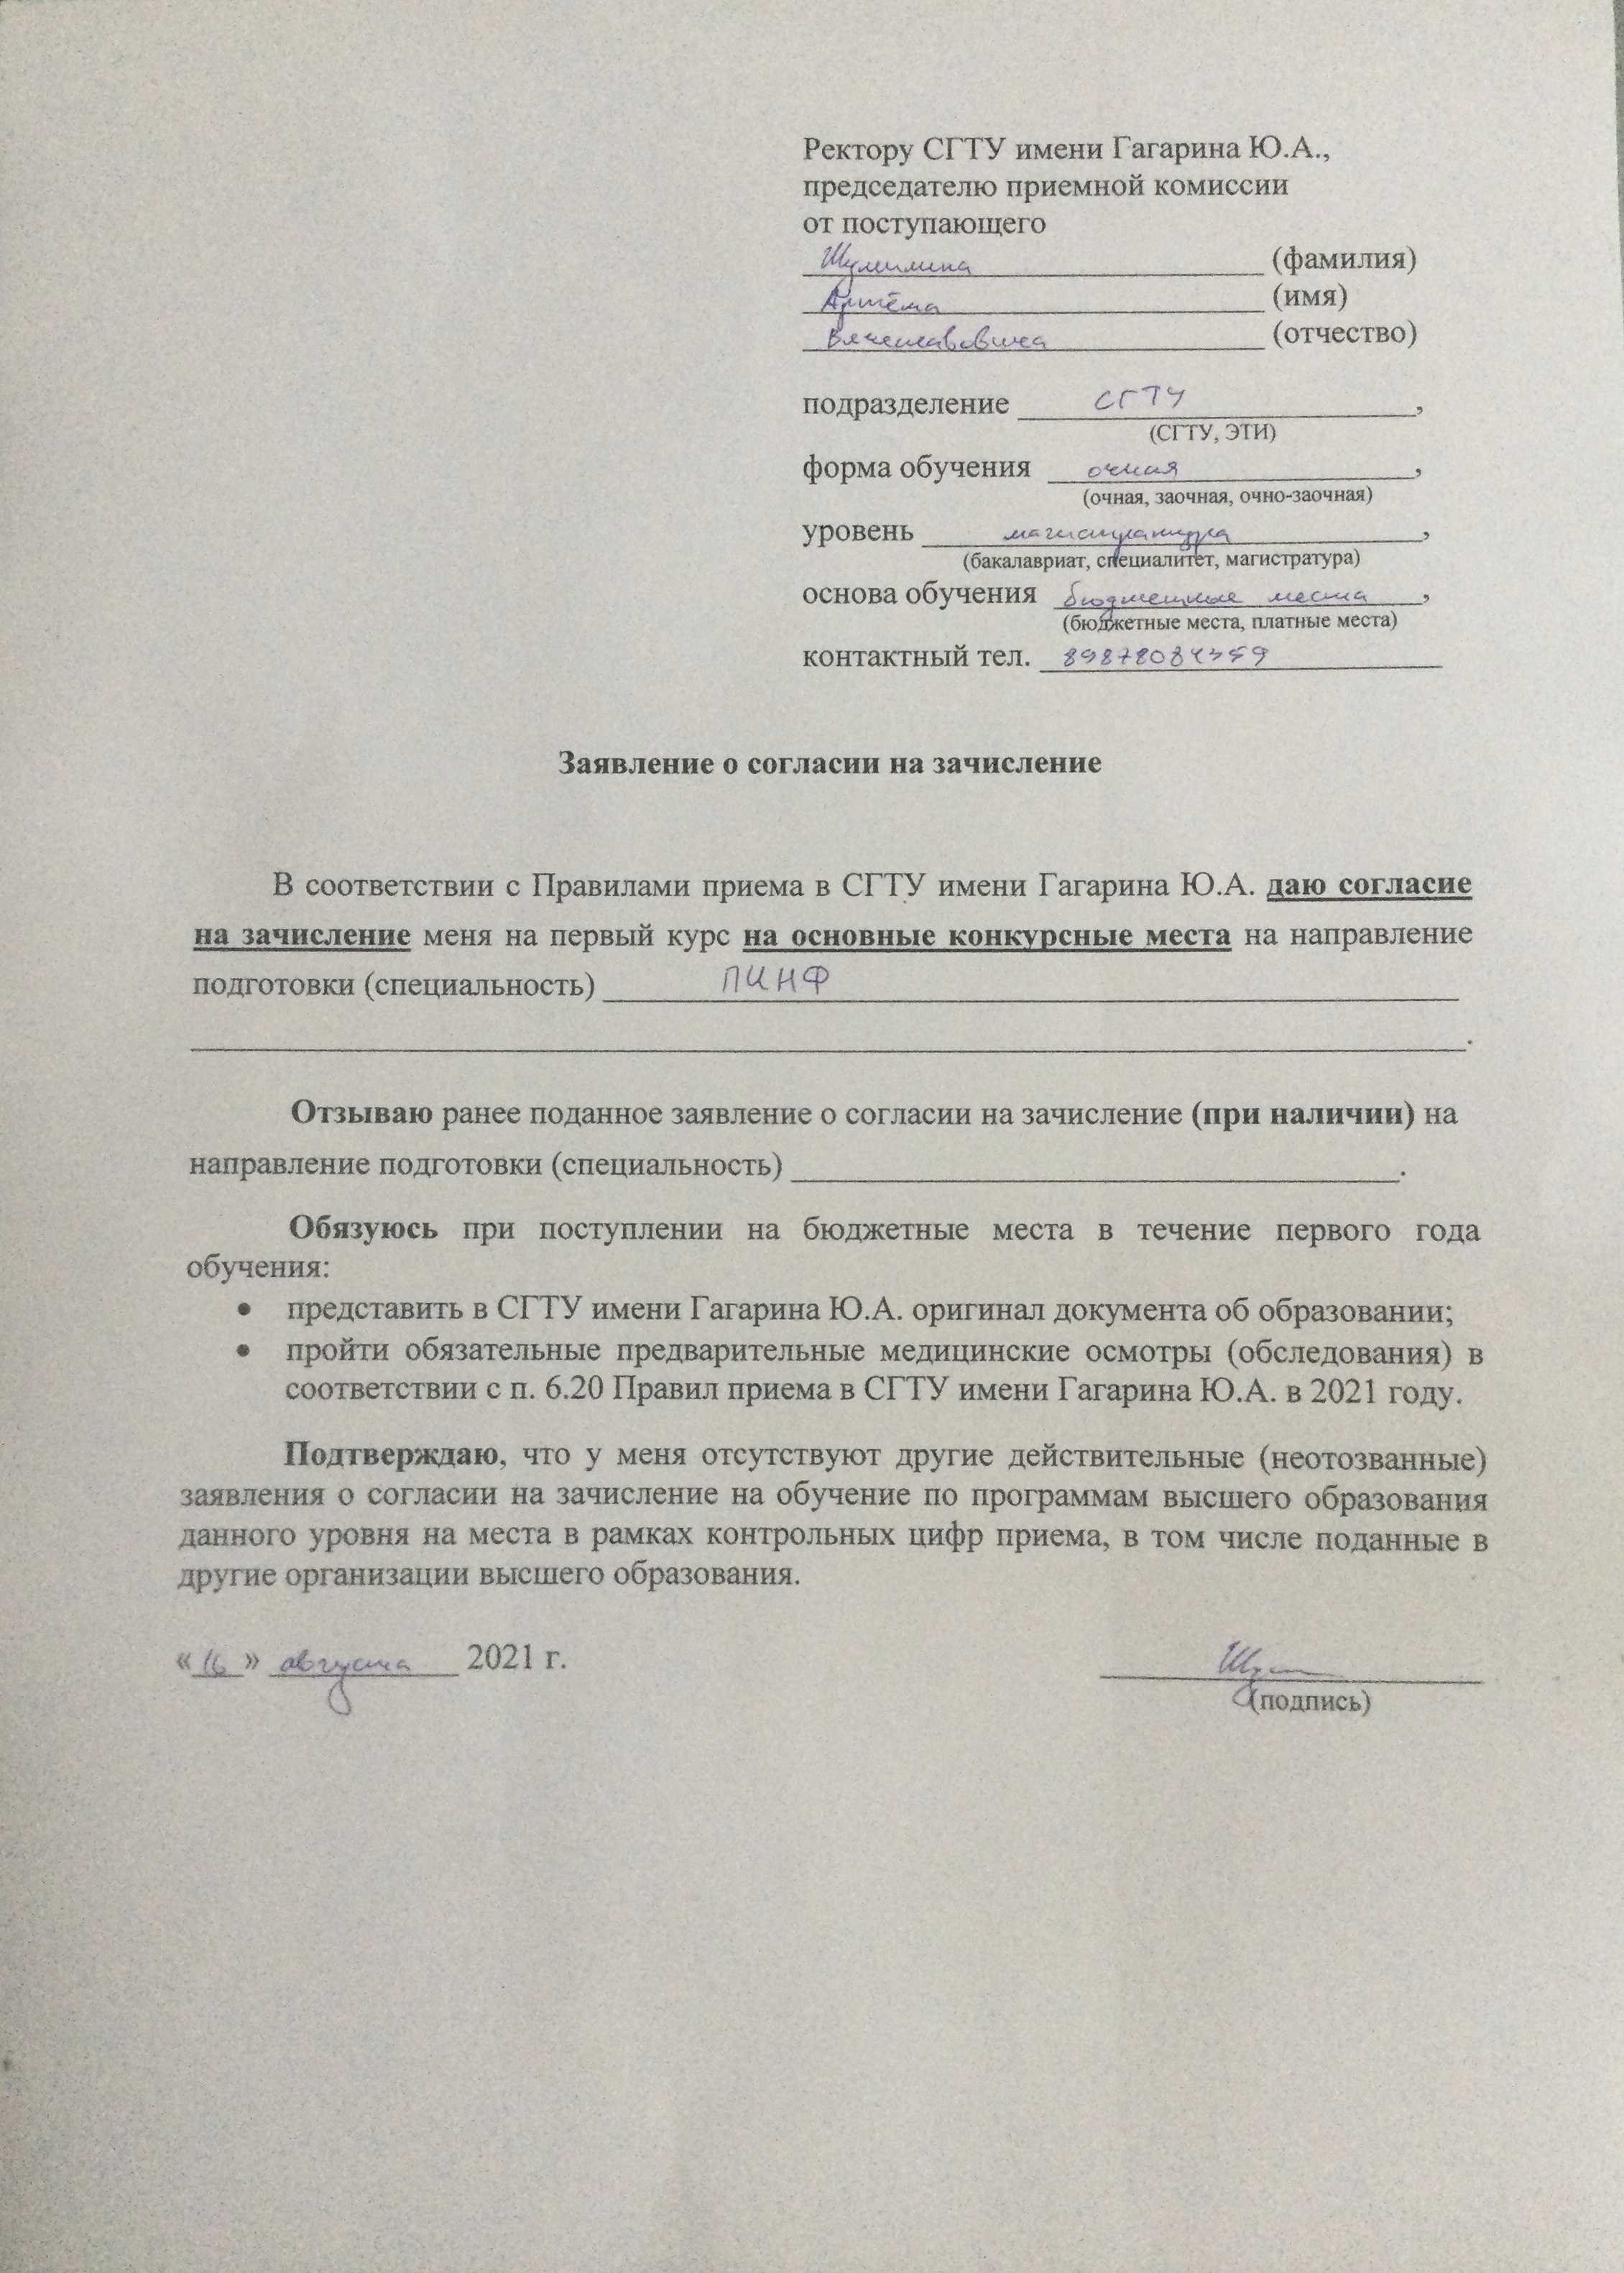 Ректору СГТУ имени Гагарина Ю.А.,
председателю приемной комиссии
от поступающего
(фамилия)
Артёма (имя)
Вячеславовича (отчество)
подразделение СГТУ,
(СГТУ, ЭТИ)
форма обучения очная,
(очная, заочная, очно-заочная)
уровень магистратура,
(бакалавриат, специалитет, магистратура)
основа обучения бюджетные места,
(бюджетные места, платные места)
контактный тел.
Заявление о согласии на зачисление
В соответствии с Правилами приема в СГТУ имени Гагарина Ю.А. даю согласие
на зачисление меня на первый курс на основные конкурсные места на направление
подготовки (специальность) ПИНФ
.
Отзываю ранее поданное заявление о согласии на зачисление (при наличии) на
направление подготовки (специальность) .
Обязуюсь при поступлении на бюджетные места в течение первого года
обучения:
• представить в СГТУ имени Гагарина Ю.А. оригинал документа об образовании;
• пройти обязательные предварительные медицинские осмотры (обследования) в
соответствии с п. 6.20 Правил приема в СГТУ имени Гагарина Ю.А. в 2021 году.
Подтверждаю, что у меня отсутствуют другие действительные (неотозванные)
заявления о согласии на зачисление на обучение по программам высшего образования
данного уровня на места в рамках контрольных цифр приема, в том числе поданные в
другие организации высшего образования.
«16» августа 2021 г.
(подпись)